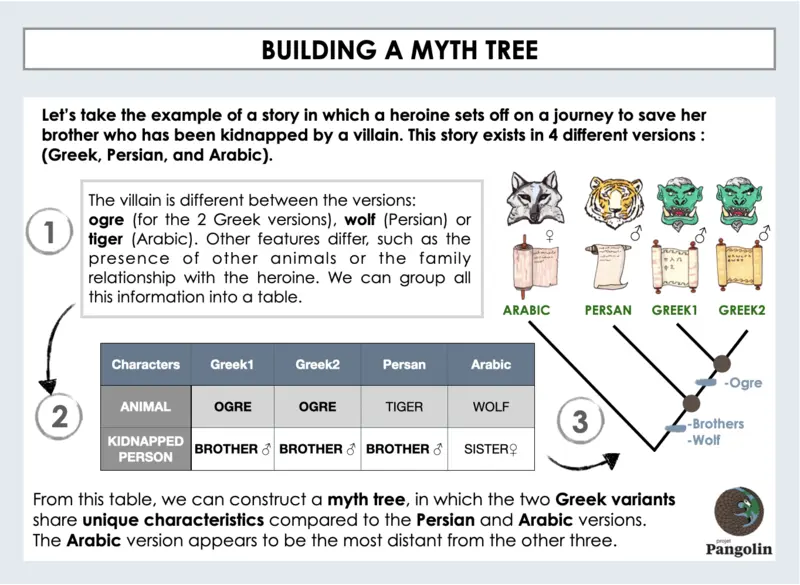 BUILDING A MYTH TREE
Let's take the example of a story in which a heroine sets off on a journey to save her
brother who has been kidnapped by a villain. This story exists in 4 different versions :
(Greek, Persian, and Arabic).
1
The villain is different between the versions:
ogre (for the 2 Greek versions), wolf (Persian) or
tiger (Arabic). Other features differ, such as the
presence of other animals or the family
relationship with the heroine. We can group all
this information into a table.
♀ ♂ ♂ ♂
ARABIC PERSAN GREEK1 GREEK2
2
Characters Greek1 Greek2 Persan Arabic
ANIMAL OGRE OGRE TIGER WOLF
KIDNAPPED
PERSON BROTHER ♂ BROTHER ♂ BROTHER ♂ SISTER♀
3
-Ogre
-Brothers
-Wolf
From this table, we can construct a myth tree, in which the two Greek variants
share unique characteristics compared to the Persian and Arabic versions.
The Arabic version appears to be the most distant from the other three.
projet
Pangolin